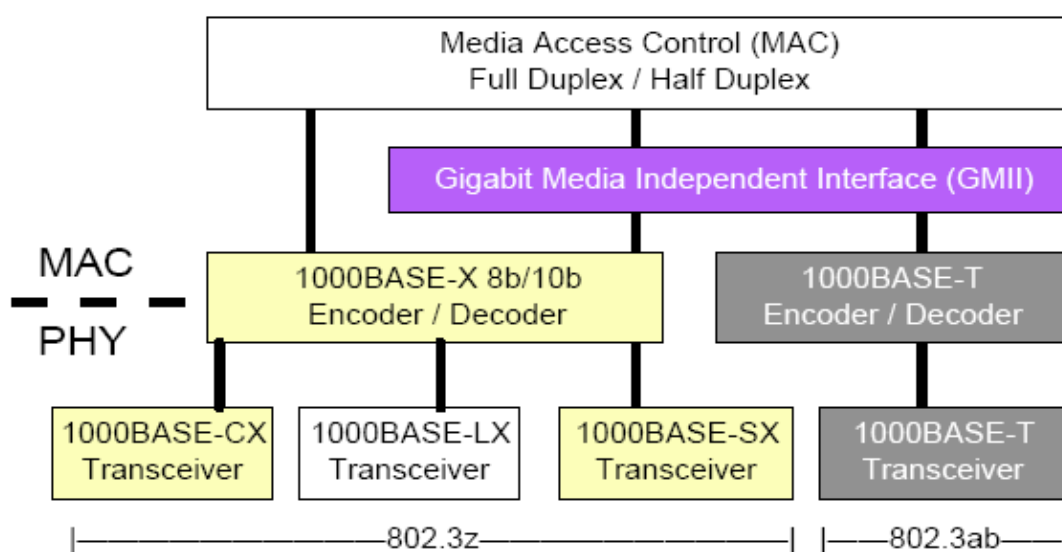 Media Access Control (MAC)
Full Duplex / Half Duplex
Gigabit Media Independent Interface (GMII)
MAC
PHY
1000BASE-X 8b/10b
Encoder / Decoder
1000BASE-T
Encoder / Decoder
1000BASE-CX
Transceiver
1000BASE-LX
Transceiver
1000BASE-SX
Transceiver
1000BASE-T
Transceiver
802.3z
802.3ab